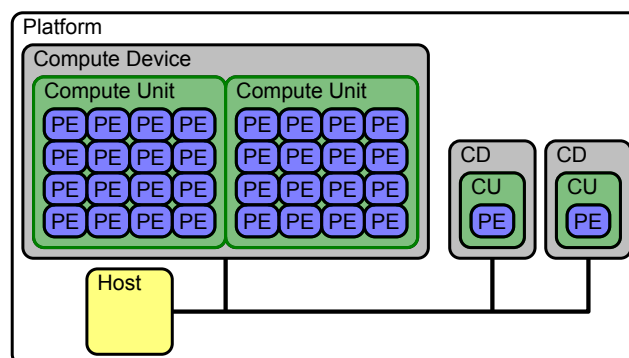 Platform
Compute Device
Compute Unit Compute Unit
PE PE PE PE PE PE PE PE
PE PE PE PE PE PE PE PE
PE PE PE PE PE PE PE PE
PE PE PE PE PE PE PE PE
CD CD
CU CU
PE PE
Host